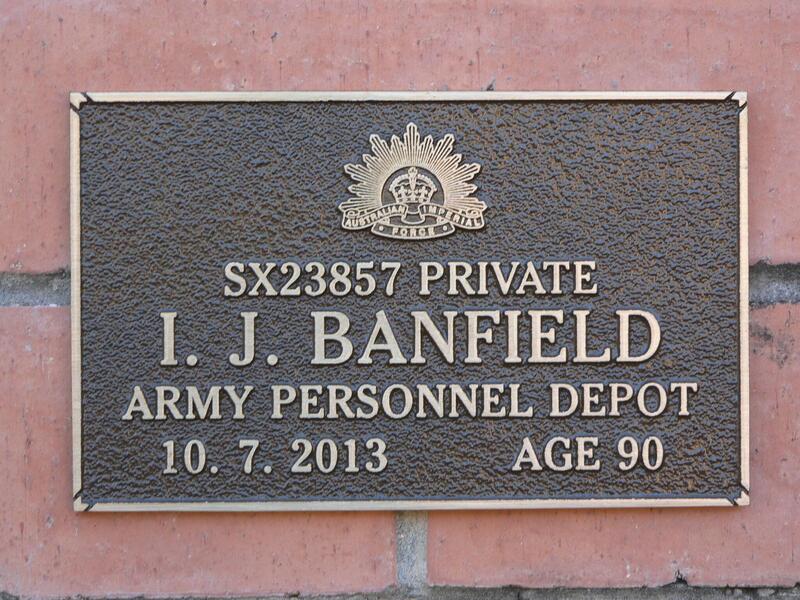 AUSTRALIAN IMPERIAL
FORCE
SX23857 PRIVATE
I. J. BANFIELD
ARMY PERSONNEL DEPOT
10. 7. 2013 AGE 90